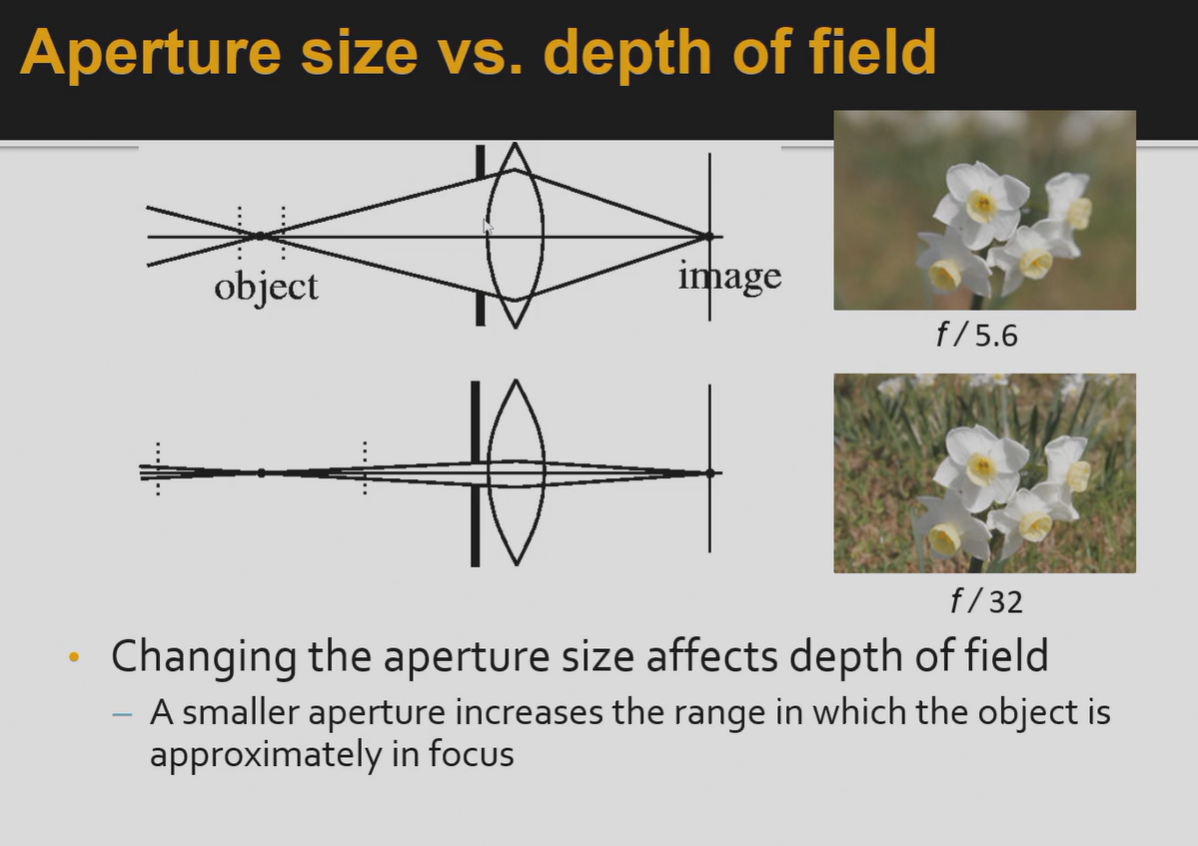 Aperture size vs. depth of field
object
image
f / 5.6
f / 32
• Changing the aperture size affects depth of field
– A smaller aperture increases the range in which the object is
approximately in focus